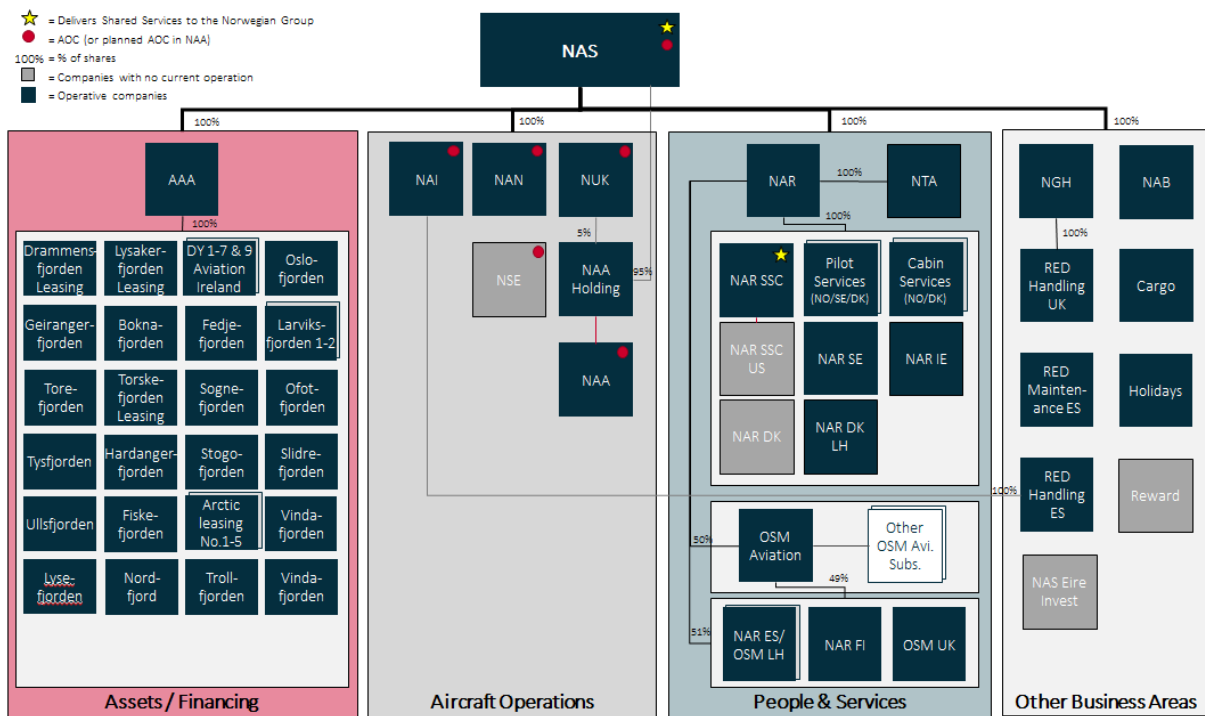 = Delivers Shared Services to the Norwegian Group
= AOC (or planned AOC in NAA)
100% = % of shares
= Companies with no current operation
= Operative companies
NAS
100%
100%
100%
100%
AAA
100%
Drammens-
fjorden
Leasing
Lysaker-
fjorden
Leasing
DY 1-7 & 9
Aviation
Ireland
Oslo-
fjorden
Geiranger-
fjorden
Bokna-
fjorden
Fedje-
fjorden
Larviks-
fjorden 1-2
Tore-
fjorden
Torske-
fjorden
Leasing
Sogne-
fjorden
Ofot-
fjorden
Tysfjorden
Hardanger-
fjorden
Stogo-
fjorden
Slidre-
fjorden
Ullsfjorden
Fiske-
fjorden
Arctic
leasing
No.1-5
Vinda-
fjorden
Lyse-
fjorden
Nord-
fjord
Troll-
fjorden
Vinda-
fjorden
Assets / Financing
NAI
NAN
NUK
5%
95%
NSE
NAA
Holding
NAA
Aircraft Operations
NAR
100%
NTA
100%
NAR SSC
Pilot
Services
(NO/SE/DK)
Cabin
Services
(NO/DK)
NAR SSC
US
NAR SE
NAR IE
NAR DK
NAR DK
LH
50%
OSM
Aviation
Other
OSM Avi.
Subs.
49%
51%
NAR ES/
OSM LH
NAR FI
OSM UK
People & Services
NGH
NAB
100%
RED
Handling
UK
Cargo
RED
Mainten-
ance ES
Holidays
100%
RED
Handling
ES
Reward
NAS Eire
Invest
Other Business Areas